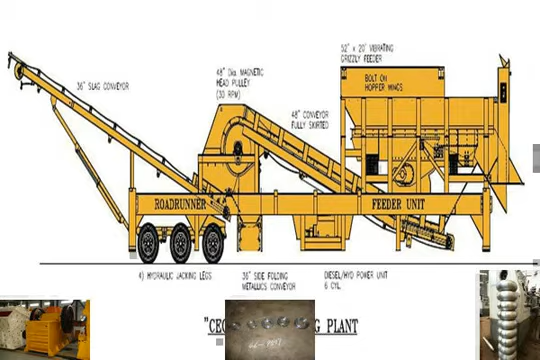 52" x 20' VIBRATING
GRIZZLY FEEDER
48" Dia. MAGNETIC
HEAD PULLEY
(30 RPM)
36" SLAG CONVEYOR
BOLT ON
HOPPER WINGS
48" CONVEYOR
FULLY SKIRTED
ROADRUNNER
FEEDER UNIT
4) HYDRAULIC JACKING LEGS
36" SIDE FOLDING
METALLICS CONVEYOR
DIESEL/HYD POWER UNIT
6 CYL.
PLANT